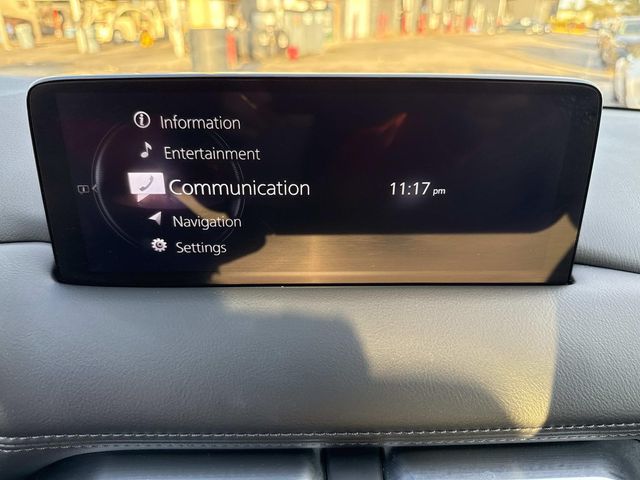 Information
Entertainment
Communication 11:17 pm
Navigation
Settings